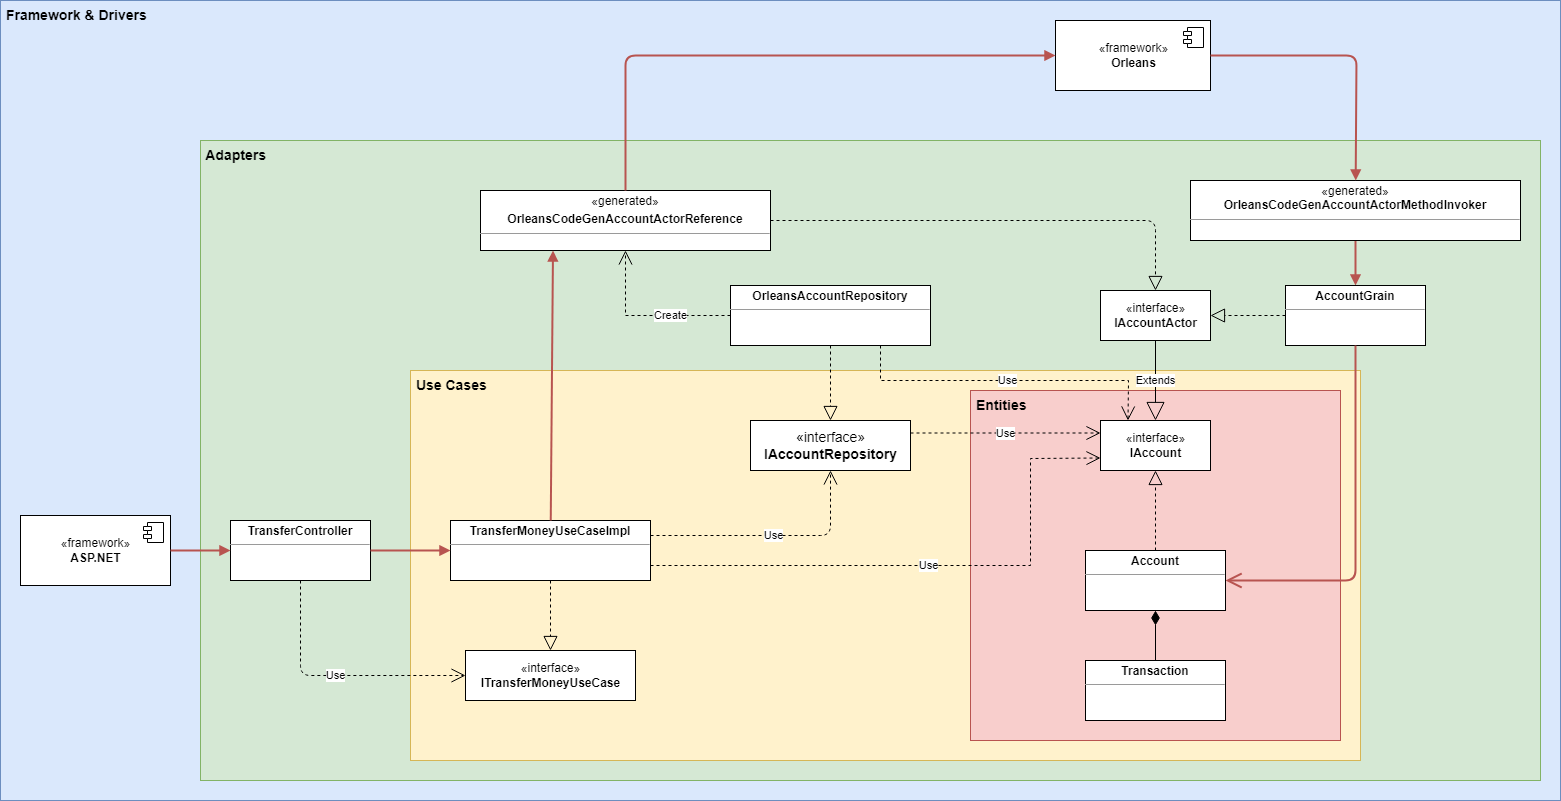 Framework & Drivers
«framework»
Orleans
Adapters
«generated»
OrleansCodeGenAccountActorReference
«generated»
OrleansCodeGenAccountActorMethodInvoker
OrleansAccountRepository
Create
«interface»
IAccountActor
AccountGrain
Use Cases
Use
Extends
Entities
«interface»
IAccountRepository
Use
«interface»
IAccount
«framework»
ASP.NET
TransferController
TransferMoneyUseCaseImpl
Use
Use
Account
«interface»
ITransferMoneyUseCase
Use
Transaction